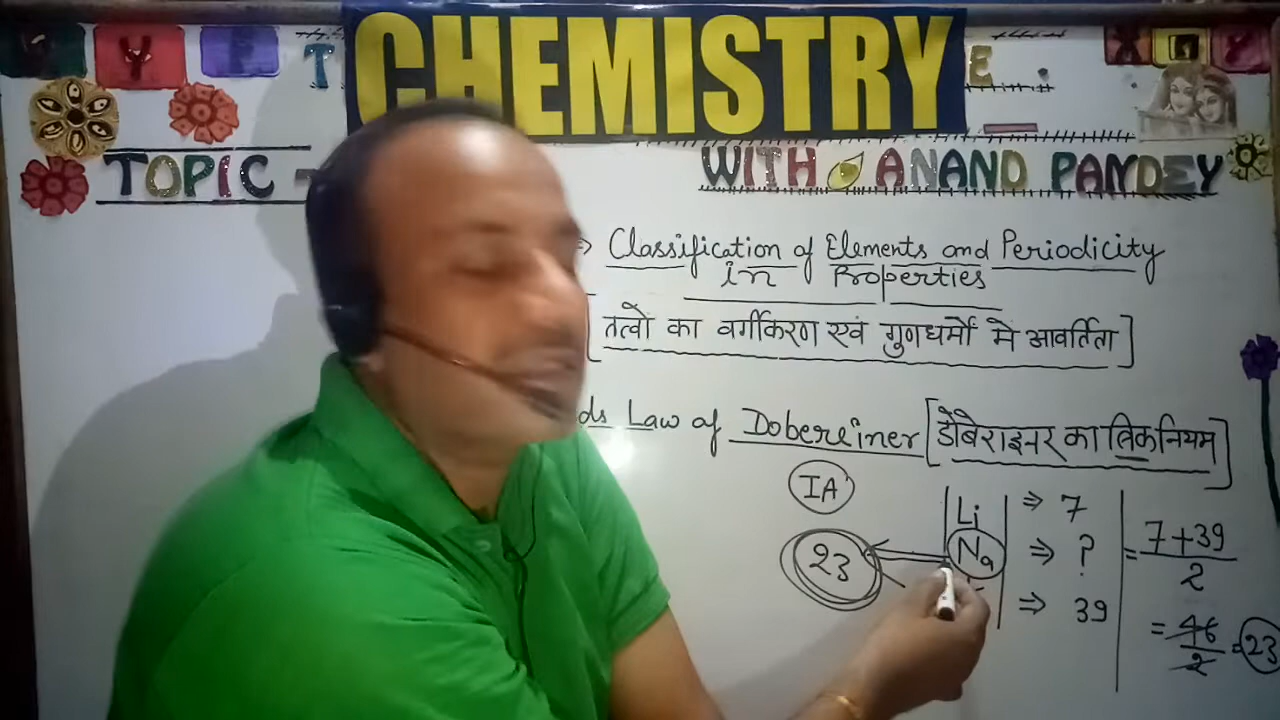 CHEMISTRY
TOPIC -
WITH ANAND PANDEY
⇒ Classification of Elements and Periodicity
in Properties
[तत्वो का वर्गीकरण एवं गुणधर्मो मे आवर्तिता]
ds Law of Dobereiner [डोबेराइनर का त्रिक नियम]
IA
Li ⇒ 7
23 Na ⇒ ? = 7+39/2
⇒ 39
= 46/2 = 23